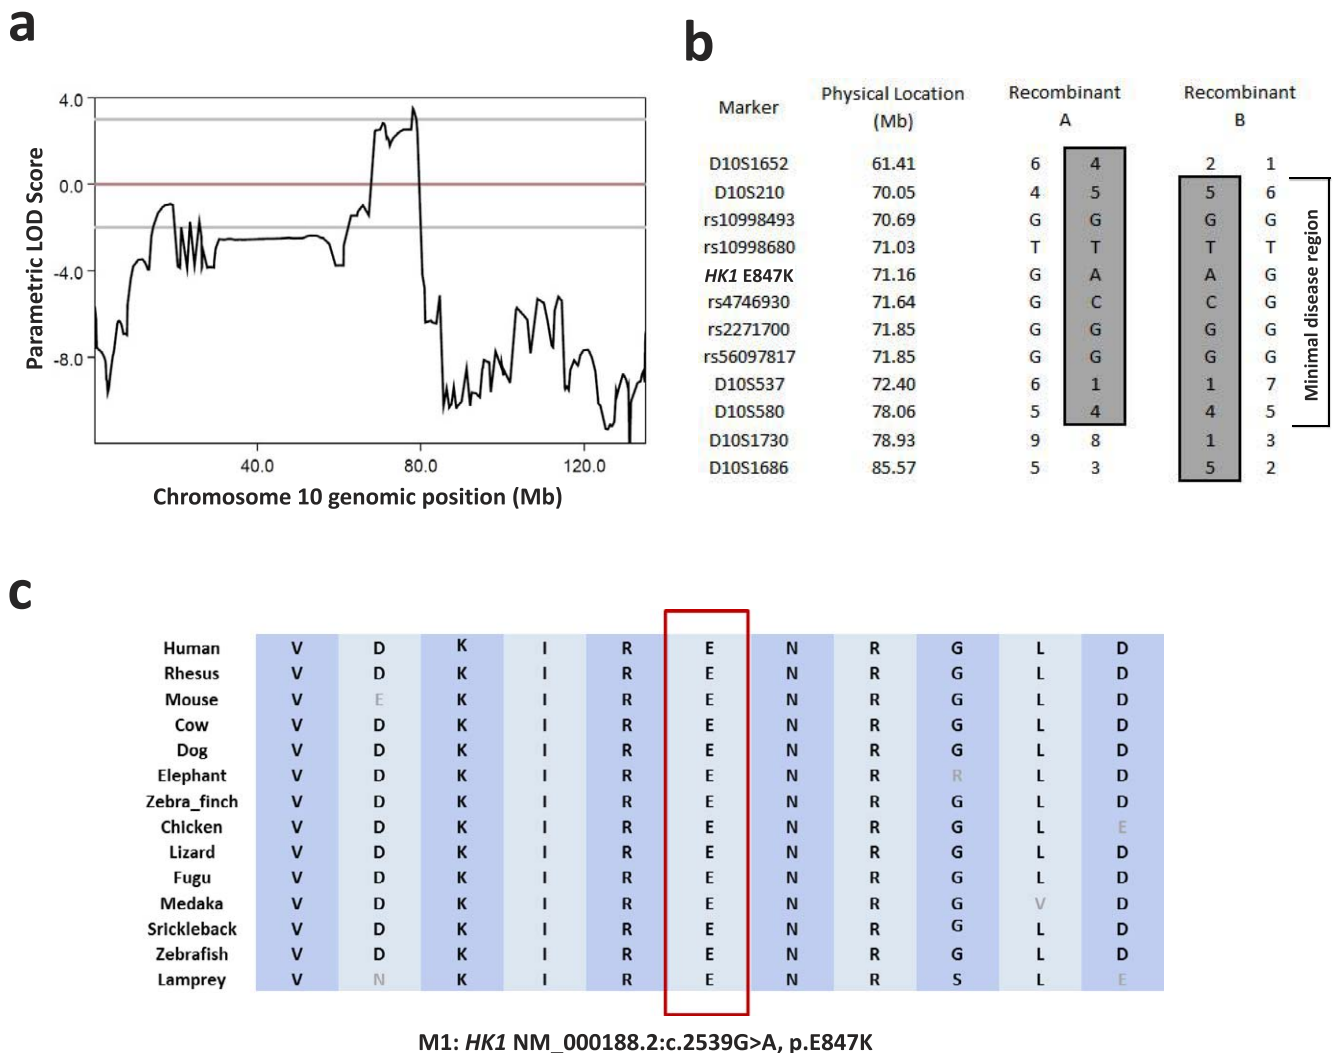 a
4.0
0.0
-4.0
-8.0
Parametric LOD Score
40.0 80.0 120.0
Chromosome 10 genomic position (Mb)
b
Marker Physical Location (Mb) Recombinant A Recombinant B
D10S1652 61.41 6 4 2 1
D10S210 70.05 4 5 5 6
rs10998493 70.69 G G G G
rs10998680 71.03 T T T T
HK1 E847K 71.16 G A A G
rs4746930 71.64 G C C G
rs2271700 71.85 G G G G
rs56097817 71.85 G G G G
D10S537 72.40 6 1 1 7
D10S580 78.06 5 4 4 5
D10S1730 78.93 9 8 1 3
D10S1686 85.57 5 3 5 2
Minimal disease region
c
Human V D K I R E N R G L D
Rhesus V D K I R E N R G L D
Mouse V E K I R E N R G L D
Cow V D K I R E N R G L D
Dog V D K I R E N R G L D
Elephant V D K I R E N R R L D
Zebra_finch V D K I R E N R G L D
Chicken V D K I R E N R G L E
Lizard V D K I R E N R G L D
Fugu V D K I R E N R G L D
Medaka V D K I R E N R G V D
Srickleback V D K I R E N R G L D
Zebrafish V D K I R E N R G L D
Lamprey V N K I R E N R S L E
M1: HK1 NM_000188.2:c.2539G>A, p.E847K